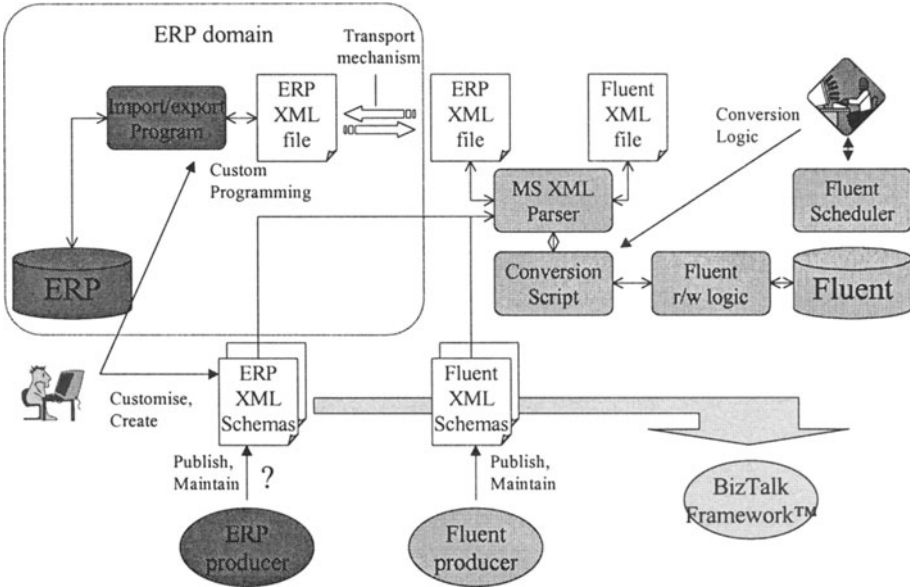 ERP domain
Transport
mechanism
Import/export
Program
ERP
XML
file
ERP
XML
file
Fluent
XML
file
Conversion
Logic
Custom
Programming
MS XML
Parser
Fluent
Scheduler
ERP
Conversion
Script
Fluent
r/w logic
Fluent
Customise,
Create
ERP
XML
Schemas
Fluent
XML
Schemas
Publish,
Maintain
?
Publish,
Maintain
BizTalk
Framework™
ERP
producer
Fluent
producer